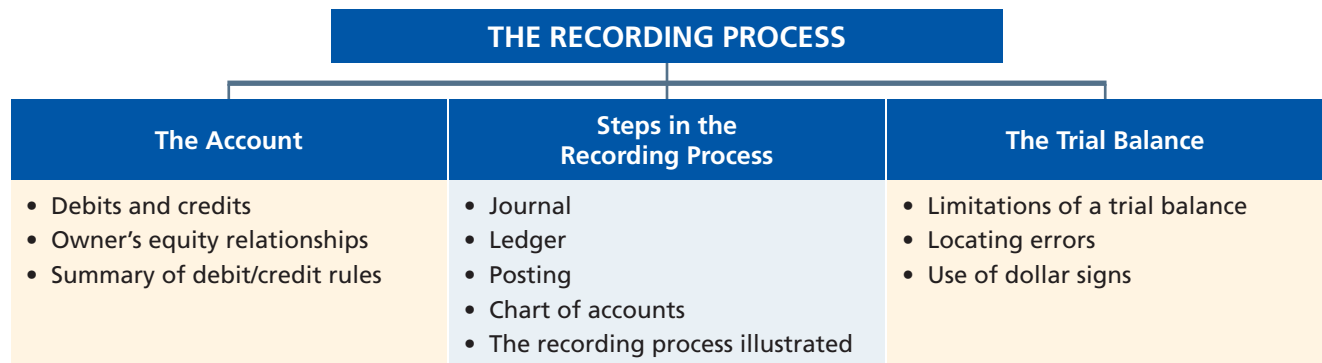 THE RECORDING PROCESS
The Account
• Debits and credits
• Owner's equity relationships
• Summary of debit/credit rules
Steps in the
Recording Process
• Journal
• Ledger
• Posting
• Chart of accounts
• The recording process illustrated
The Trial Balance
• Limitations of a trial balance
• Locating errors
• Use of dollar signs